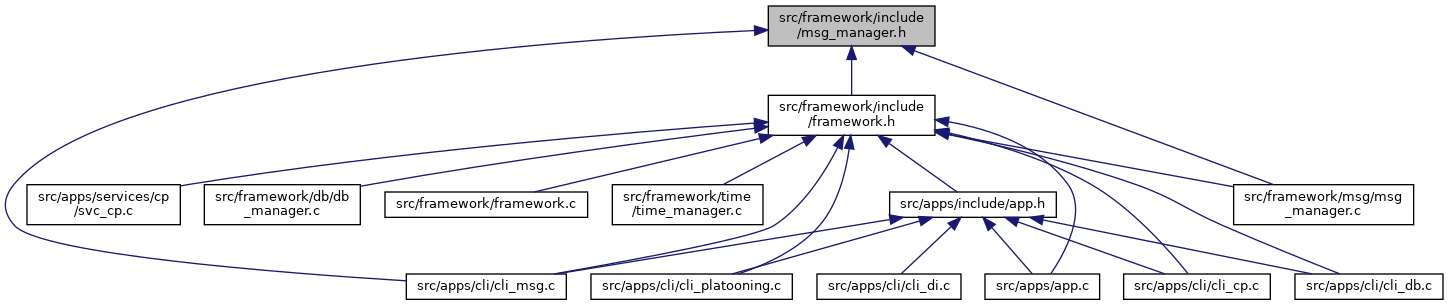 src/framework/include
/msg_manager.h
src/framework/include
/framework.h
src/apps/services/cp
/svc_cp.c
src/framework/db/db
_manager.c
src/framework/framework.c
src/framework/time
/time_manager.c
src/apps/include/app.h
src/framework/msg/msg
_manager.c
src/apps/cli/cli_msg.c
src/apps/cli/cli_platooning.c
src/apps/cli/cli_di.c
src/apps/app.c
src/apps/cli/cli_cp.c
src/apps/cli/cli_db.c